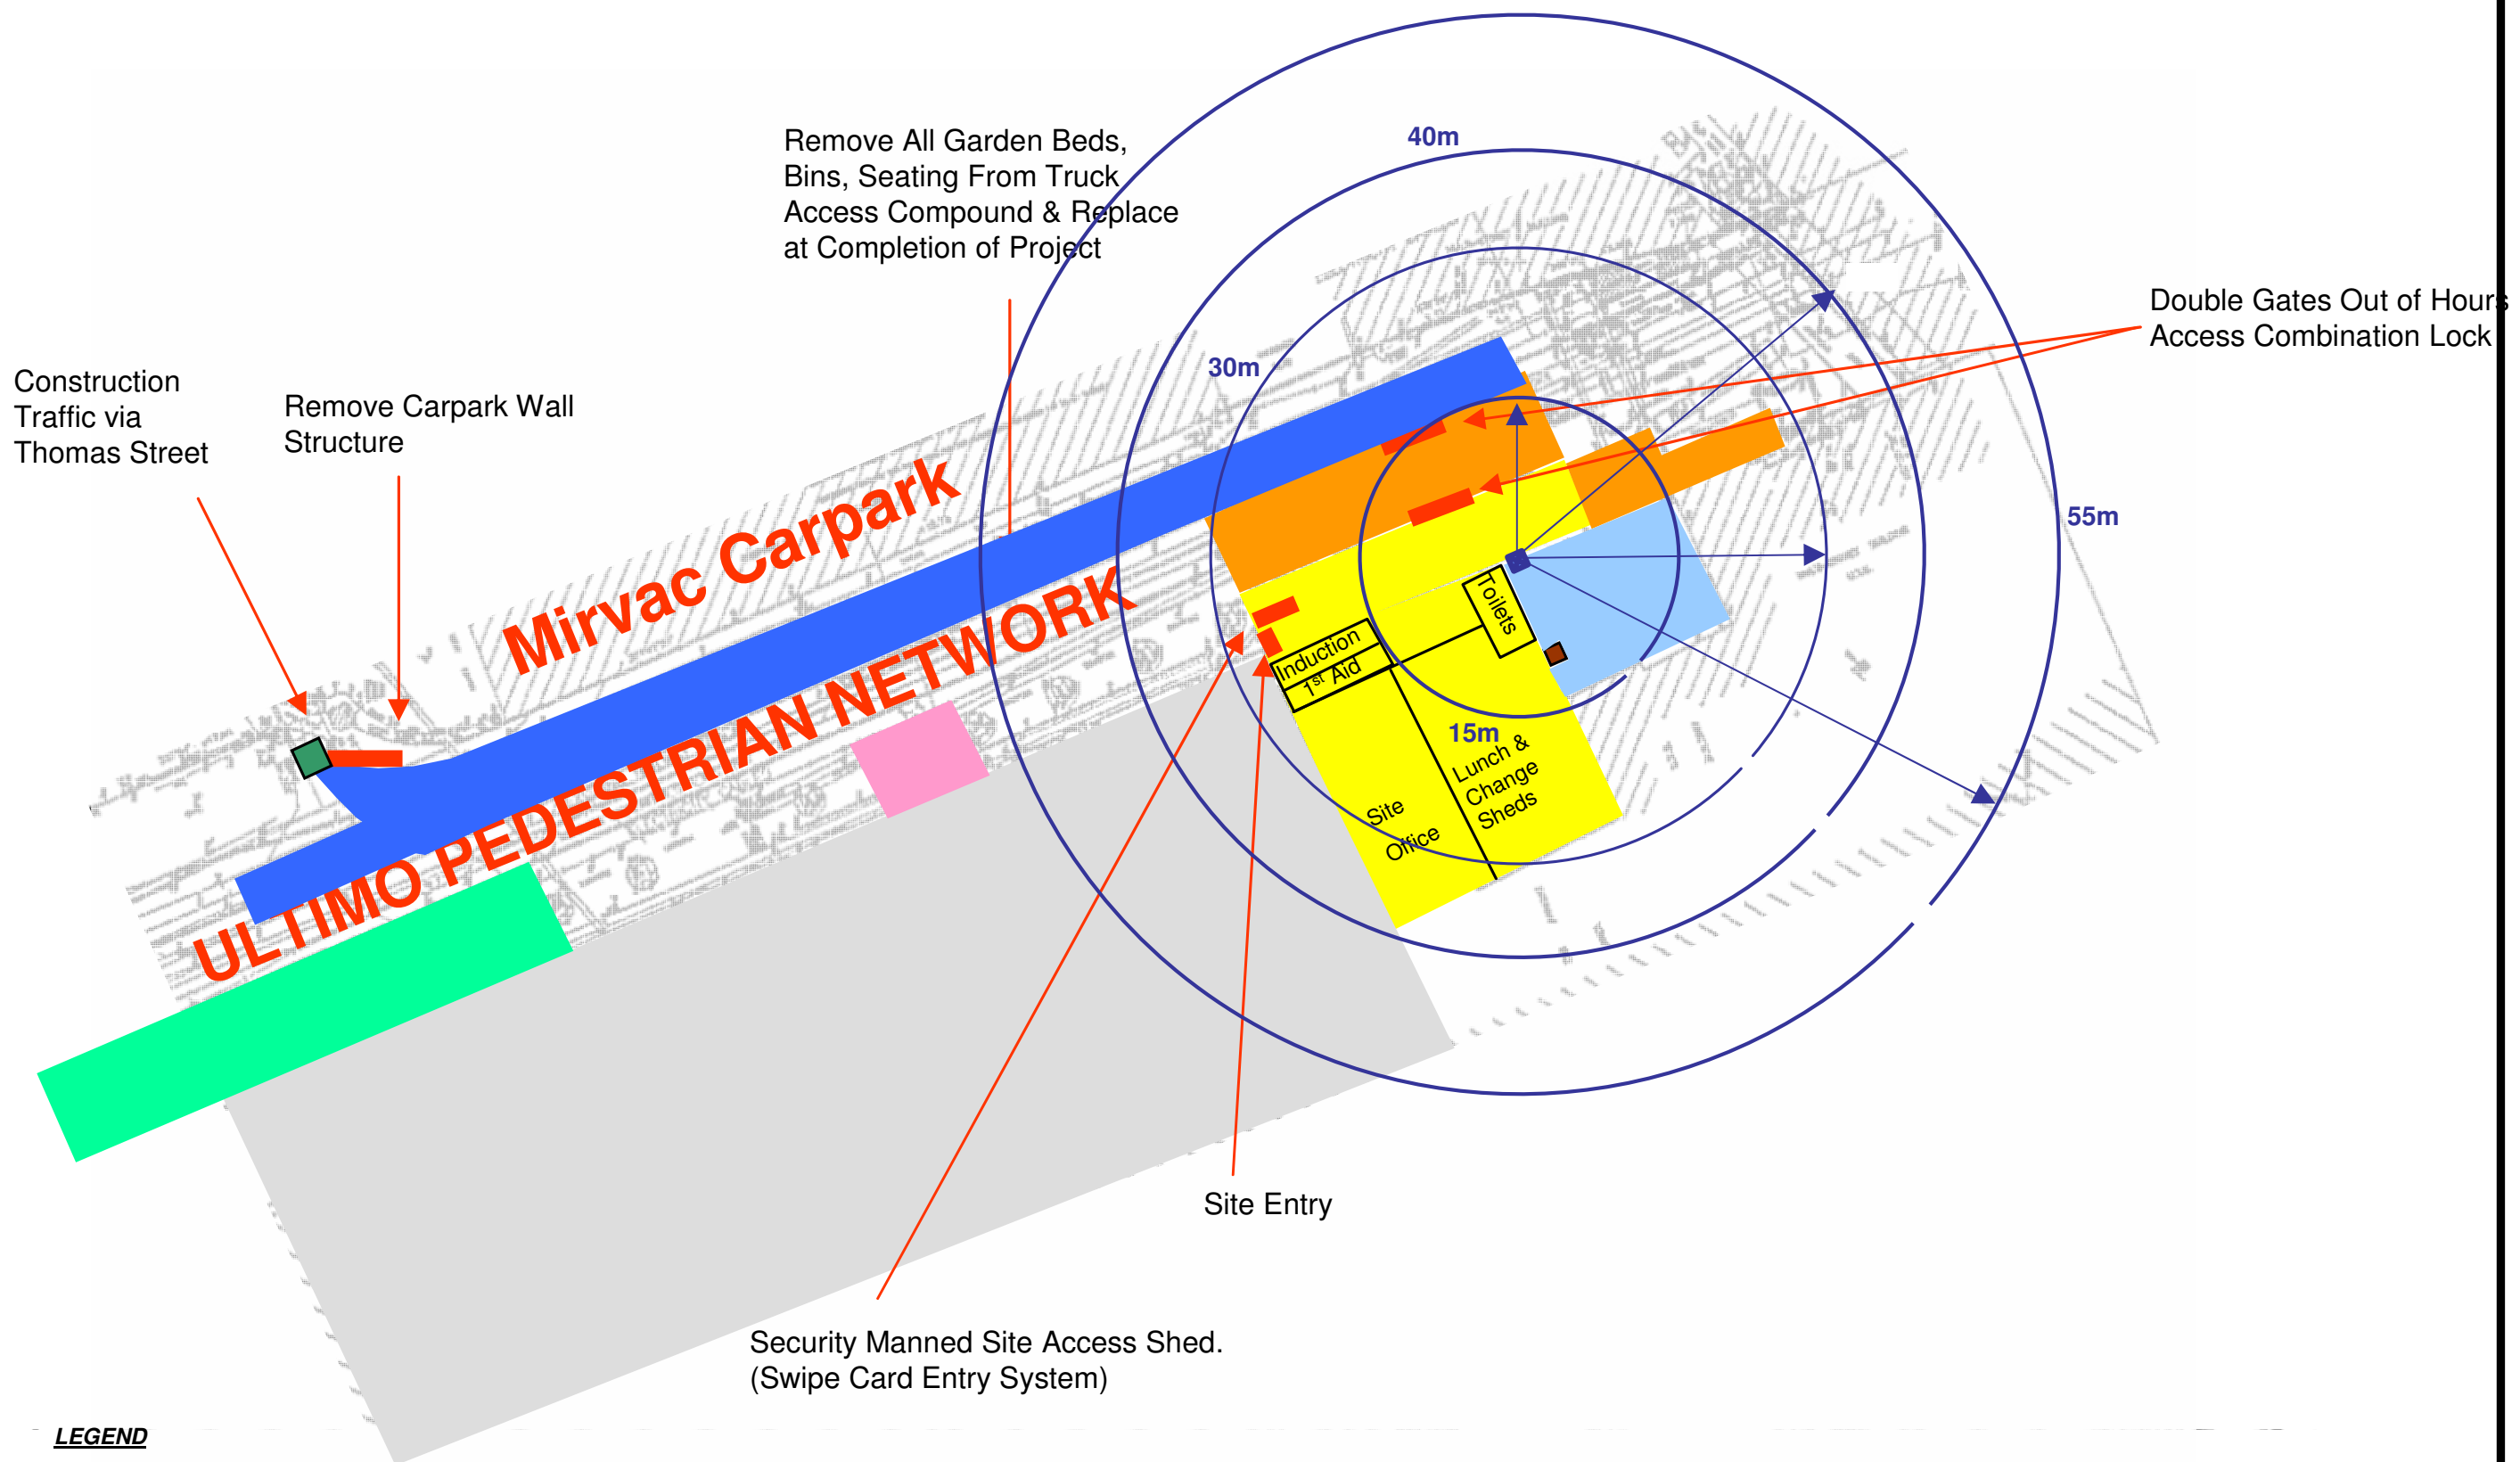 Remove All Garden Beds,
Bins, Seating From Truck
Access Compound & Replace
at Completion of Project
40m
Double Gates Out of Hours
Access Combination Lock
30m
Construction
Traffic via
Thomas Street
Remove Carpark Wall
Structure
Mirvac Carpark
ULTIMO PEDESTRIAN NETWORK
55m
Toilets
Induction
1st Aid
15m
Lunch &
Change
Sheds
Site
Office
Site Entry
Security Manned Site Access Shed.
(Swipe Card Entry System)
LEGEND